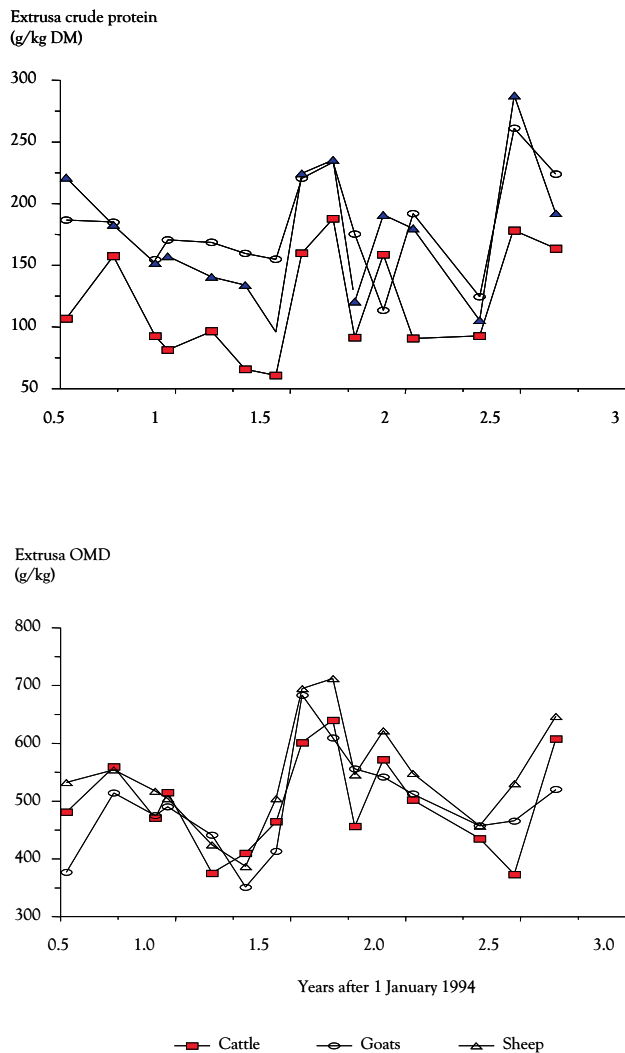 Extrusa crude protein
(g/kg DM)
300
250
200
150
100
50
0.5 1 1.5 2 2.5 3
Extrusa OMD
(g/kg)
800
700
600
500
400
300
0.5 1.0 1.5 2.0 2.5 3.0
Years after 1 January 1994
Cattle Goats Sheep